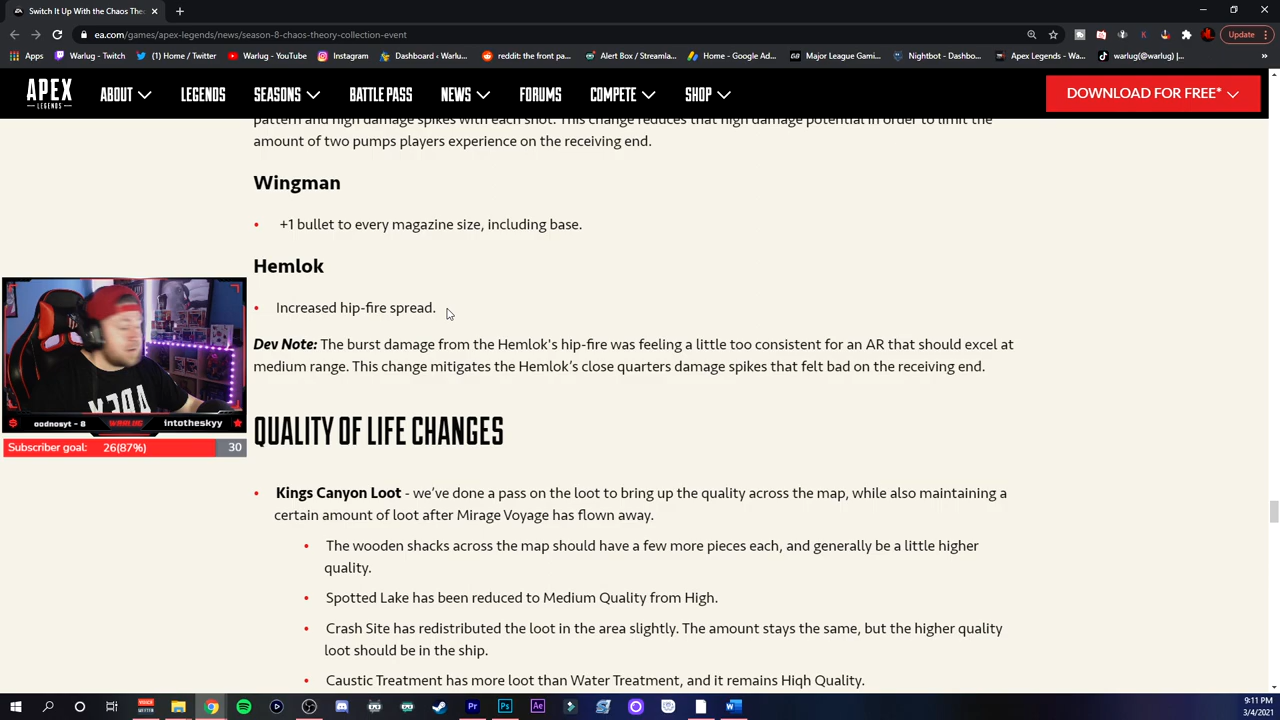 Switch into these free Apex
ea.com/games/apex-legends/news/season-8-chaos-theory-collection-event
Update
Apps
Warlug - Twitch
(1) Home / Twitter
Warlug - YouTube
Instagram
Dashboard - Warlu...
reddit: the front pa...
Alert Box / Streamla...
Home - Google Ad...
Major League Gami...
Nightbot - Dashbo...
Apex Legends - Wa...
warlug(@warlug) |...
APEX
LEGENDS
ABOUT
LEGENDS
SEASONS
BATTLE PASS
NEWS
FORUMS
COMPETE
SHOP
DOWNLOAD FOR FREE*
pattern and high damage spikes with each shot. This change reduces that high damage potential in order to limit the
amount of two pumps players experience on the receiving end.
Wingman
+1 bullet to every magazine size, including base.
Hemlok
Increased hip-fire spread.
Dev Note: The burst damage from the Hemlok's hip-fire was feeling a little too consistent for an AR that should excel at
medium range. This change mitigates the Hemlok’s close quarters damage spikes that felt bad on the receiving end.
oodnosyt - 8
WARLUG
intotheskyy
Subscriber goal: 26(87%) 30
QUALITY OF LIFE CHANGES
Kings Canyon Loot - we’ve done a pass on the loot to bring up the quality across the map, while also maintaining a
certain amount of loot after Mirage Voyage has flown away.
The wooden shacks across the map should have a few more pieces each, and generally be a little higher
quality.
Spotted Lake has been reduced to Medium Quality from High.
Crash Site has redistributed the loot in the area slightly. The amount stays the same, but the higher quality
loot should be in the ship.
Caustic Treatment has more loot than Water Treatment, and it remains High Quality.
9:11 PM
3/4/2021